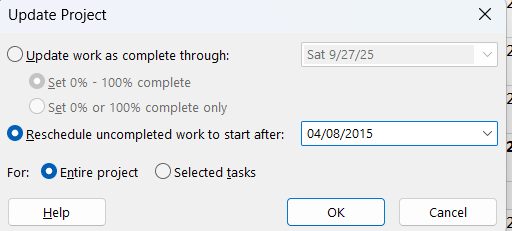 Update Project
Update work as complete through: Sat 9/27/25
Set 0% - 100% complete
Set 0% or 100% complete only
Reschedule uncompleted work to start after: 04/08/2015
For: Entire project Selected tasks
Help OK Cancel